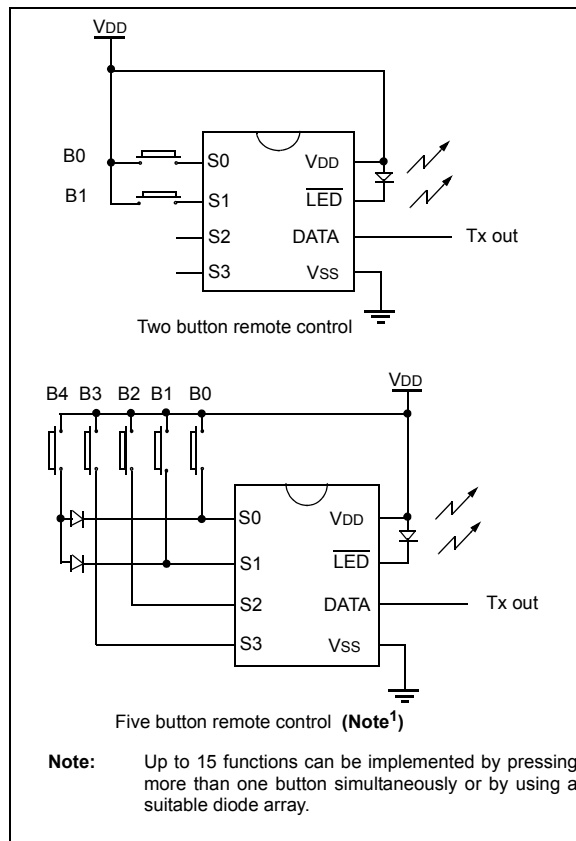 VDD
B0
S0
VDD
B1
S1
LED
S2
DATA
Tx out
S3
VSS
Two button remote control
B4 B3 B2 B1 B0
VDD
S0
VDD
S1
LED
S2
DATA
Tx out
S3
VSS
Five button remote control (Note1)
Note: Up to 15 functions can be implemented by pressing
more than one button simultaneously or by using a
suitable diode array.